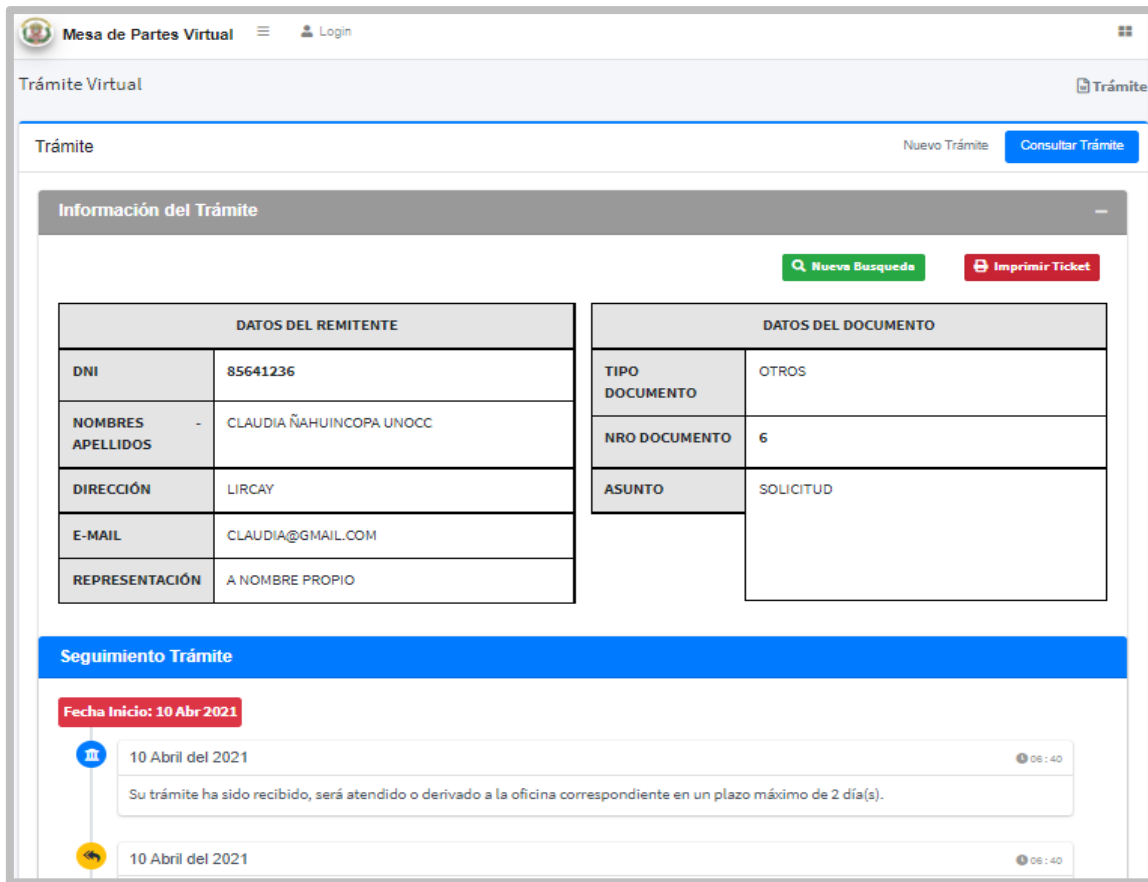 Mesa de Partes Virtual Login
Trámite Virtual Trámite
Trámite Nuevo Trámite Consultar Trámite
Información del Trámite
Nueva Busqueda Imprimir Ticket
DATOS DEL REMITENTE
DNI 85641236
NOMBRES - APELLIDOS CLAUDIA ÑAHUINCOPA UNOCC
DIRECCIÓN LIRCAY
E-MAIL CLAUDIA@GMAIL.COM
REPRESENTACIÓN A NOMBRE PROPIO
DATOS DEL DOCUMENTO
TIPO DOCUMENTO OTROS
NRO DOCUMENTO 6
ASUNTO SOLICITUD
Seguimiento Trámite
Fecha Inicio: 10 Abr 2021
10 Abril del 2021 06:40
Su trámite ha sido recibido, será atendido o derivado a la oficina correspondiente en un plazo máximo de 2 día(s).
10 Abril del 2021 06:40